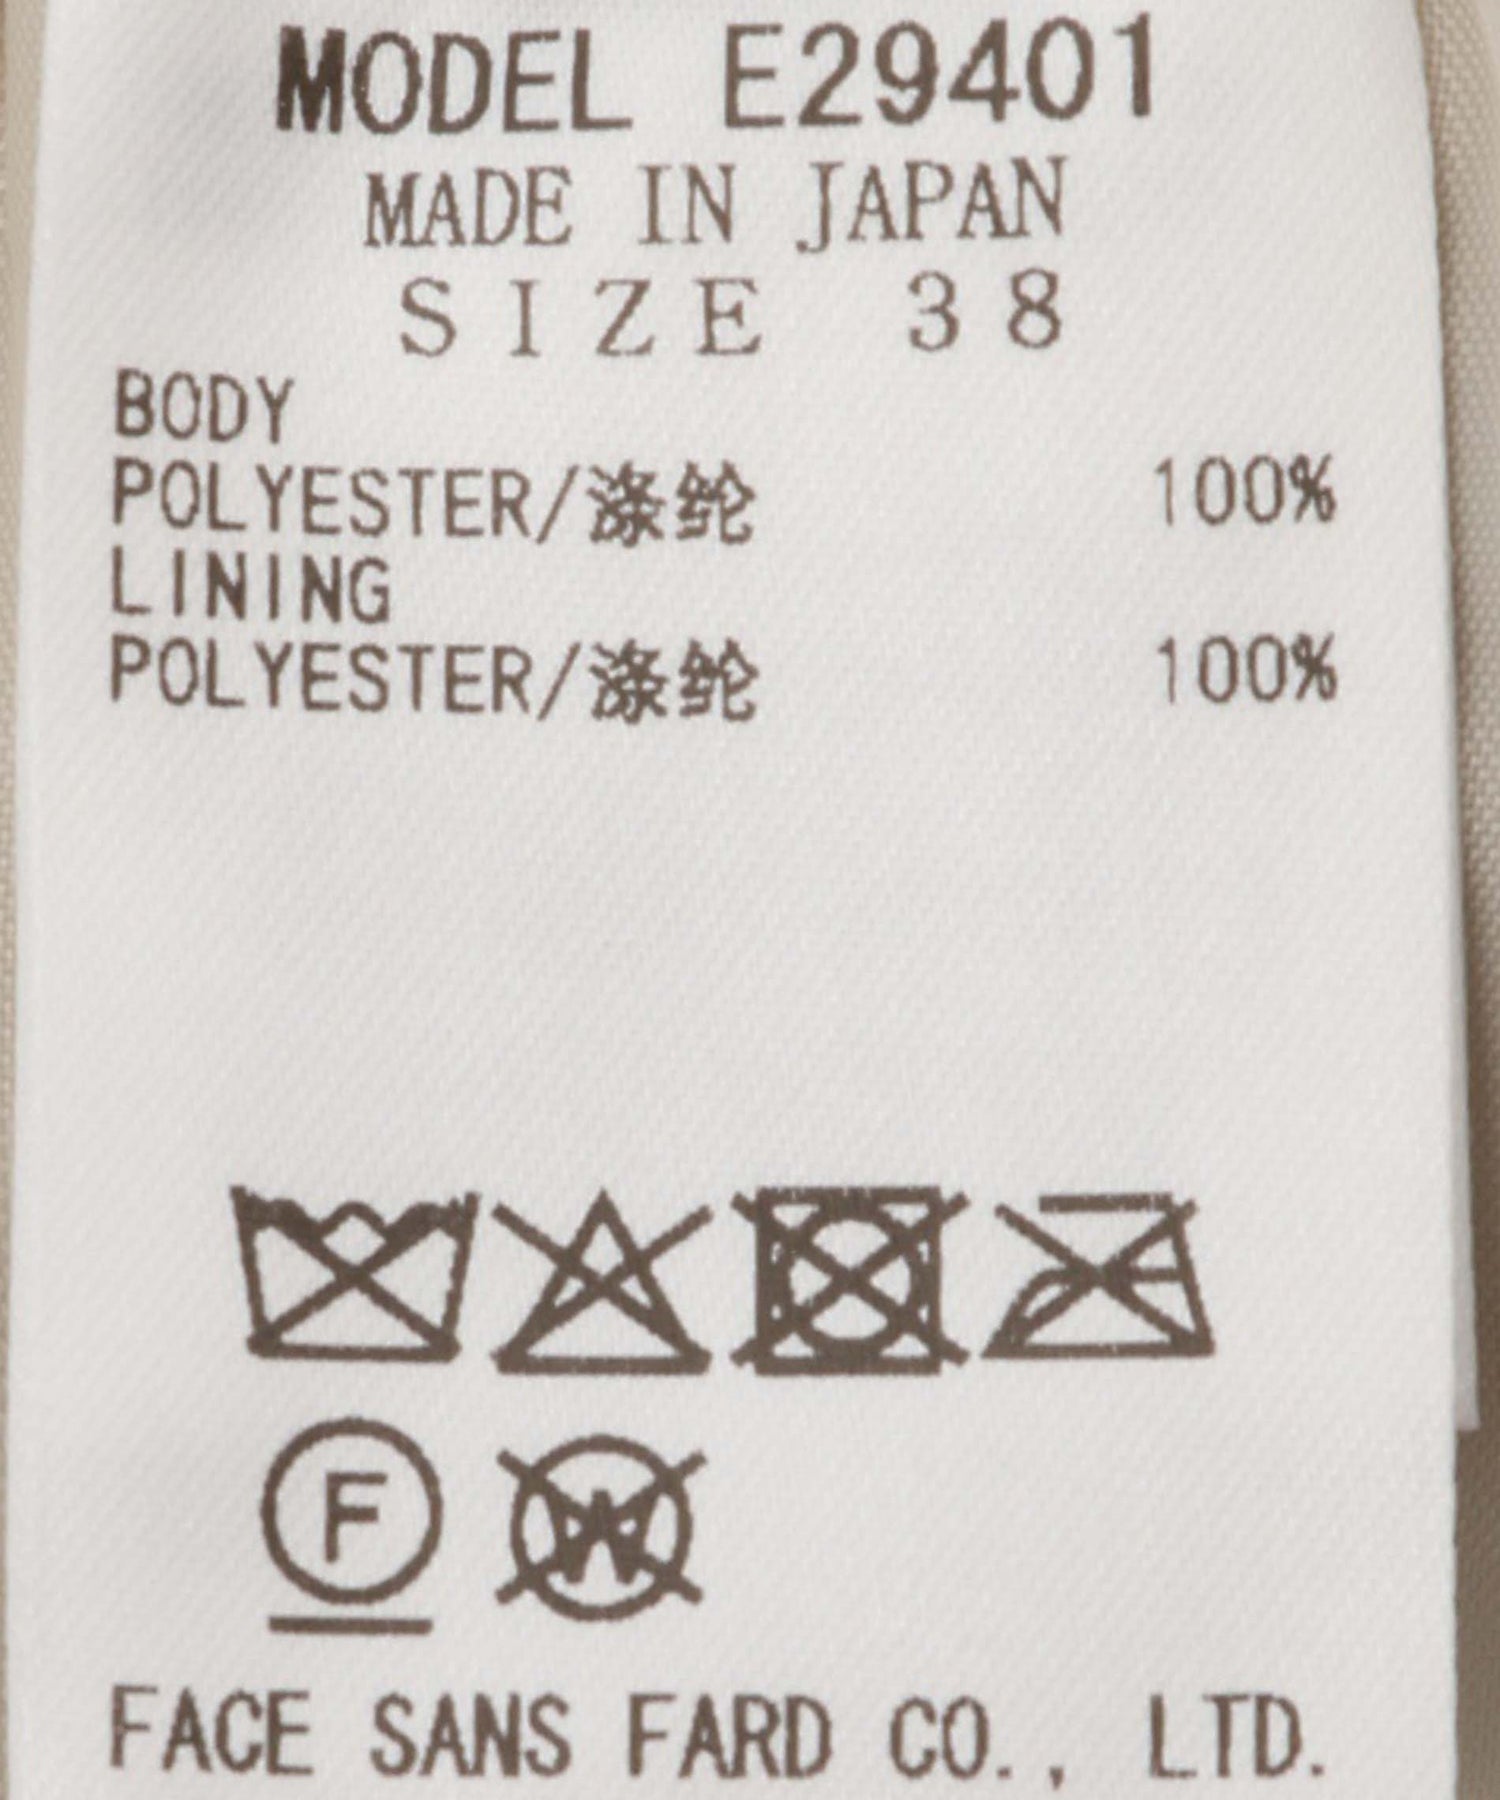 MODEL E29401
MADE IN JAPAN
SIZE 38
BODY
POLYESTER/涤纶 100%
LINING
POLYESTER/涤纶 100%
F
W
FACE SANS FARD CO., LTD.